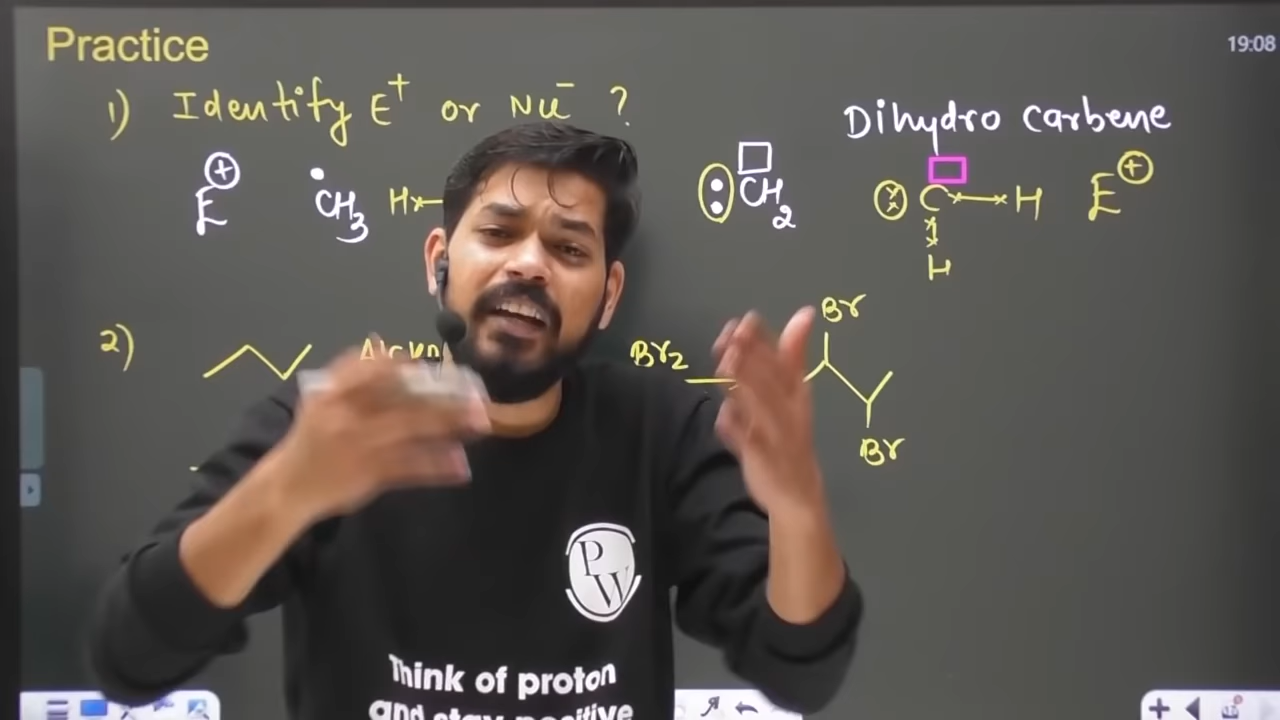 Practice
19:08
1) Identify E+ or Nu- ?
Dihydro carbene
E+ •CH3 H :CH2 C H E+
H
2) Br2 Br
Br
PW
Think of proton
and stay positive